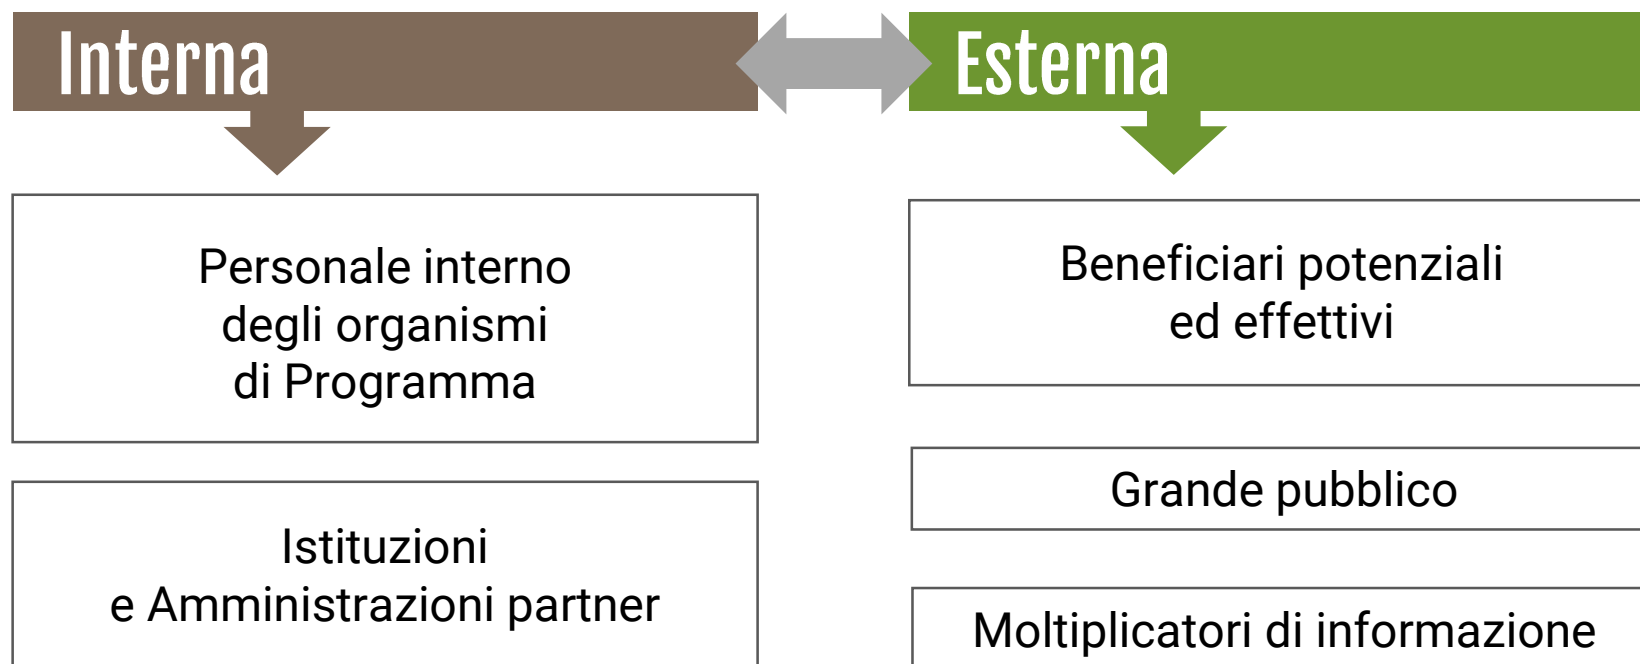 Interna
Personale interno
degli organismi
di Programma
Istituzioni
e Amministrazioni partner
Esterna
Beneficiari potenziali
ed effettivi
Grande pubblico
Moltiplicatori di informazione